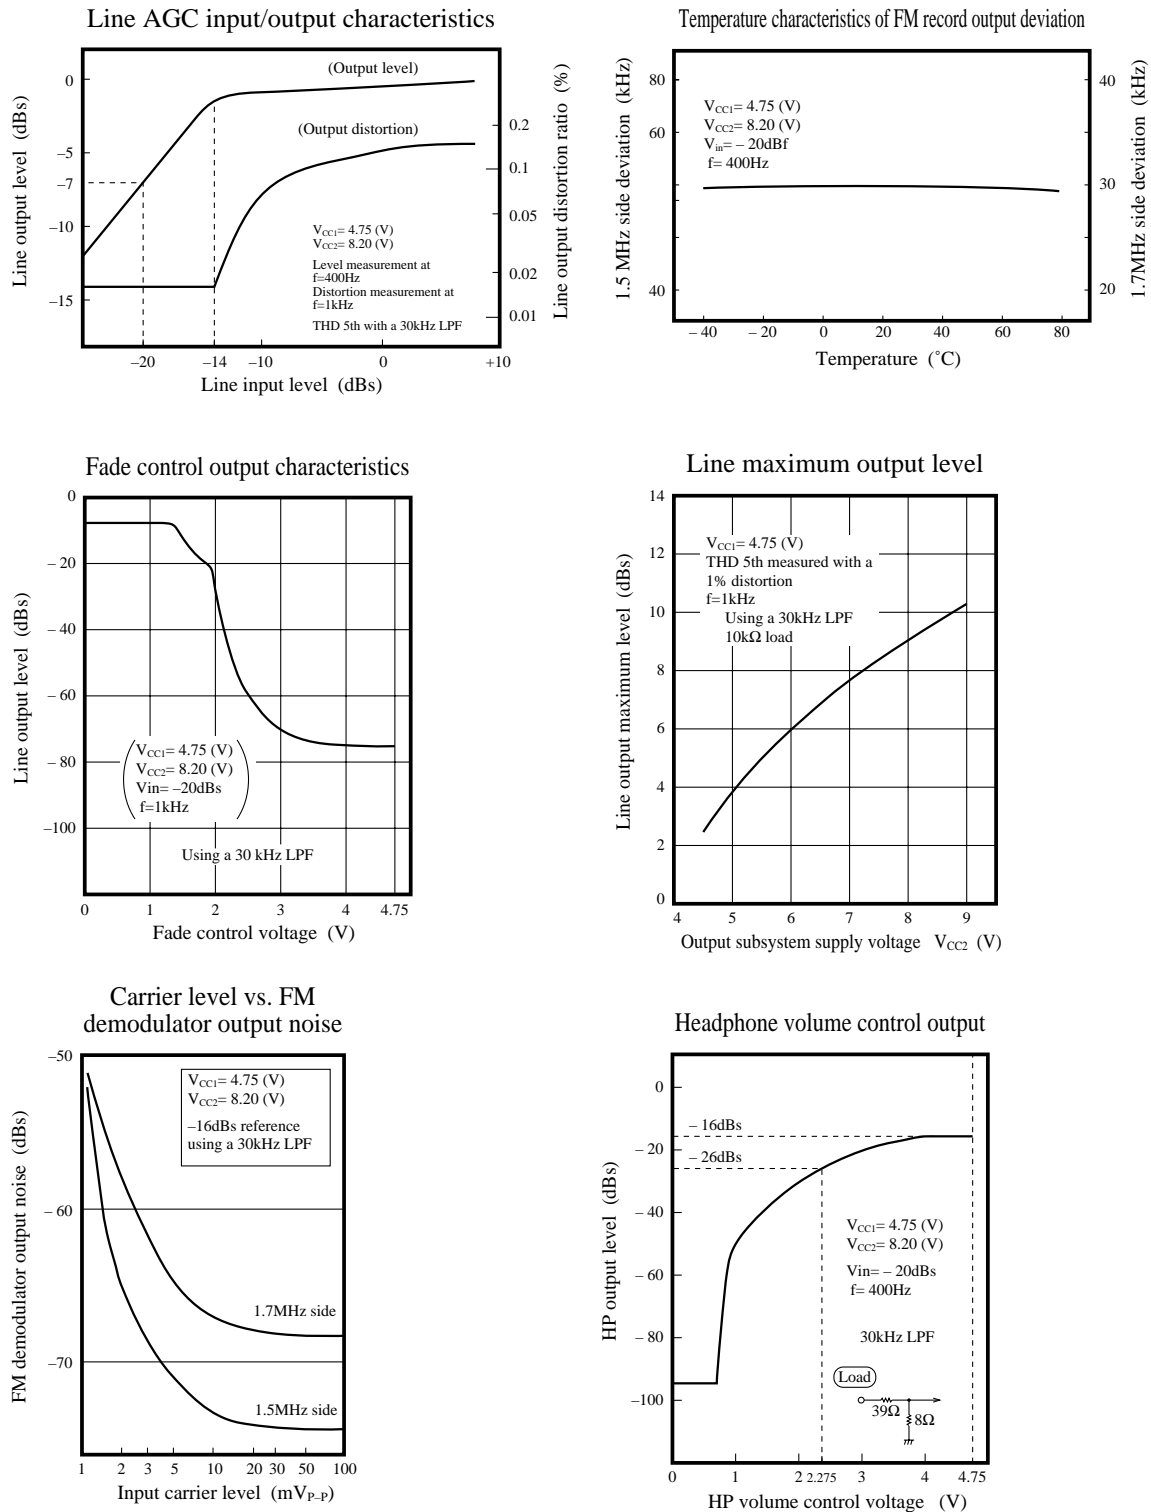 Line AGC input/output characteristics
Line output level (dBs)
0
–5
–7
–10
–15
(Output level)
(Output distortion)
VCC1= 4.75 (V)
VCC2= 8.20 (V)
Level measurement at
f=400Hz
Distortion measurement at
f=1kHz
THD 5th with a 30kHz LPF
0.2
0.1
0.05
0.02
0.01
Line output distortion ratio (%)
–20
–14
–10
0
+10
Line input level (dBs)
Temperature characteristics of FM record output deviation
1.5 MHz side deviation (kHz)
80
60
40
VCC1= 4.75 (V)
VCC2= 8.20 (V)
Vin= – 20dBf
f= 400Hz
40
30
20
1.7MHz side deviation (kHz)
– 40
– 20
0
20
40
60
80
Temperature (˚C)
Fade control output characteristics
Line output level (dBs)
0
– 20
– 40
– 60
– 80
–100
VCC1= 4.75 (V)
VCC2= 8.20 (V)
Vin= –20dBs
f=1kHz
Using a 30 kHz LPF
0
1
2
3
4
4.75
Fade control voltage (V)
Line maximum output level
Line output maximum level (dBs)
14
12
10
8
6
4
2
0
VCC1= 4.75 (V)
THD 5th measured with a
1% distortion
f=1kHz
Using a 30kHz LPF
10kΩ load
4
5
6
7
8
9
Output subsystem supply voltage VCC2 (V)
Carrier level vs. FM
demodulator output noise
FM demodulator output noise (dBs)
–50
– 60
–70
VCC1= 4.75 (V)
VCC2= 8.20 (V)
–16dBs reference
using a 30kHz LPF
1.7MHz side
1.5MHz side
1
2
3
5
10
20
30
50
100
Input carrier level (mVP–P)
Headphone volume control output
HP output level (dBs)
0
– 20
– 40
– 60
– 80
–100
– 16dBs
– 26dBs
VCC1= 4.75 (V)
VCC2= 8.20 (V)
Vin= – 20dBs
f= 400Hz
30kHz LPF
Load
39Ω
8Ω
0
1
2
2.275
3
4
4.75
HP volume control voltage (V)